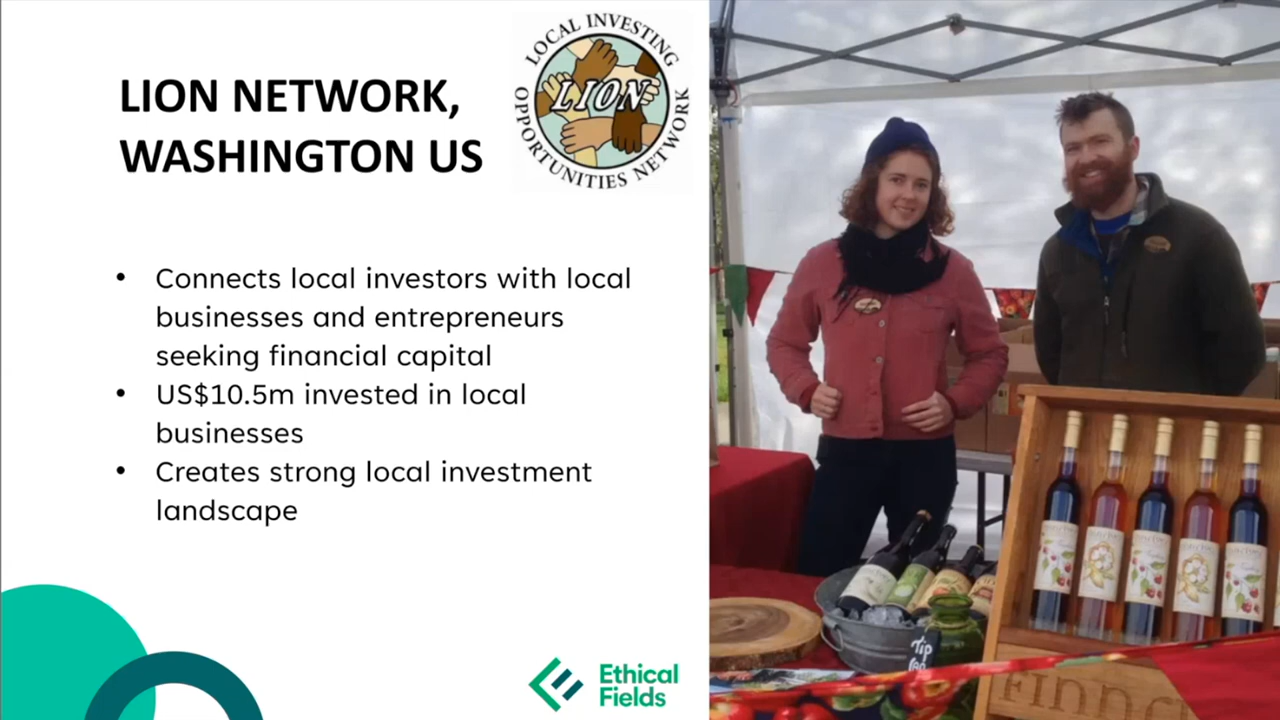 LION NETWORK,
WASHINGTON US
LOCAL INVESTING
LION
OPPORTUNITIES NETWORK
• Connects local investors with local
businesses and entrepreneurs
seeking financial capital
• US$10.5m invested in local
businesses
• Creates strong local investment
landscape
Ethical
Fields
Tip